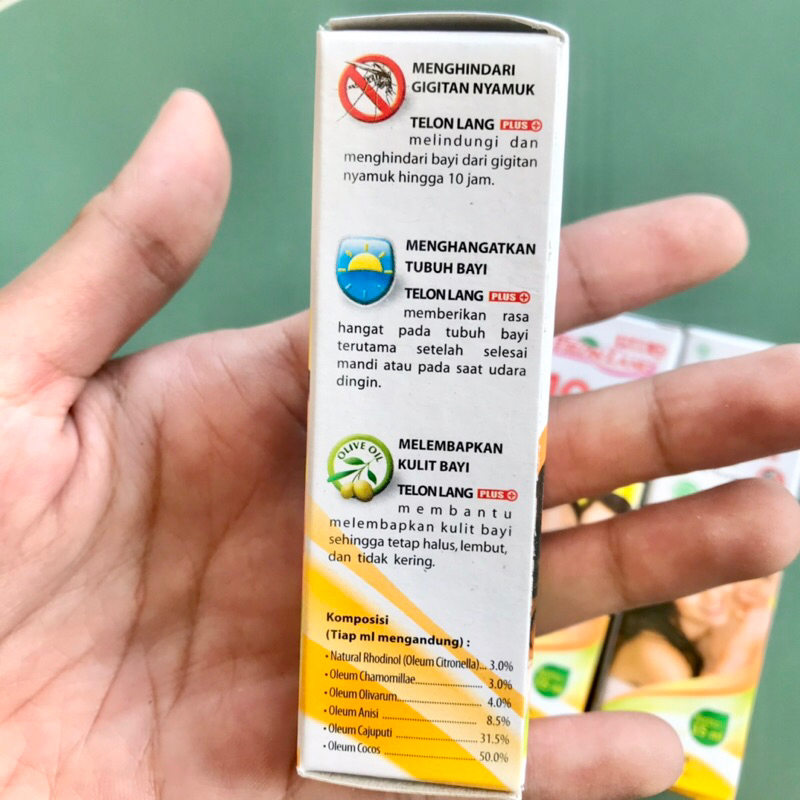 MENGHINDARI
GIGITAN NYAMUK
TELON LANG PLUS
melindungi dan
menghindari bayi dari gigitan
nyamuk hingga 10 jam.
MENGHANGATKAN
TUBUH BAYI
TELON LANG PLUS
memberikan rasa
hangat pada tubuh bayi
terutama setelah selesai
mandi atau pada saat udara
dingin.
OLIVE OIL
MELEMBAPKAN
KULIT BAYI
TELON LANG PLUS
membantu
melembapkan kulit bayi
sehingga tetap halus, lembut,
dan tidak kering.
Komposisi
(Tiap ml mengandung) :
• Natural Rhodinol (Oleum Citronella)... 3.0%
• Oleum Chamomillae........................ 3.0%
• Oleum Olivarum............................. 4.0%
• Oleum Anisi ................................... 8.5%
• Oleum Cajuputi ............................. 31.5%
• Oleum Cocos ................................. 50.0%